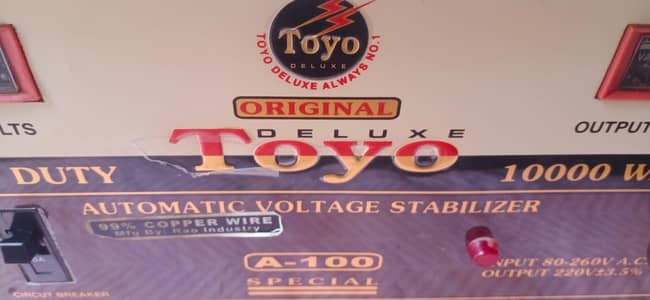 Toyo
DELUXE
TOYO DELUXE ALWAYS NO.1
ORIGINAL
LTS
OUTPUT
DELUXE
Toyo
DUTY
10000 W
AUTOMATIC VOLTAGE STABILIZER
99% COPPER WIRE
Mfg By: Rao Industry
A-100
SPECIAL
INPUT 80-260V A.C.
OUTPUT 220V±3.5%
CIRCUIT BREAKER